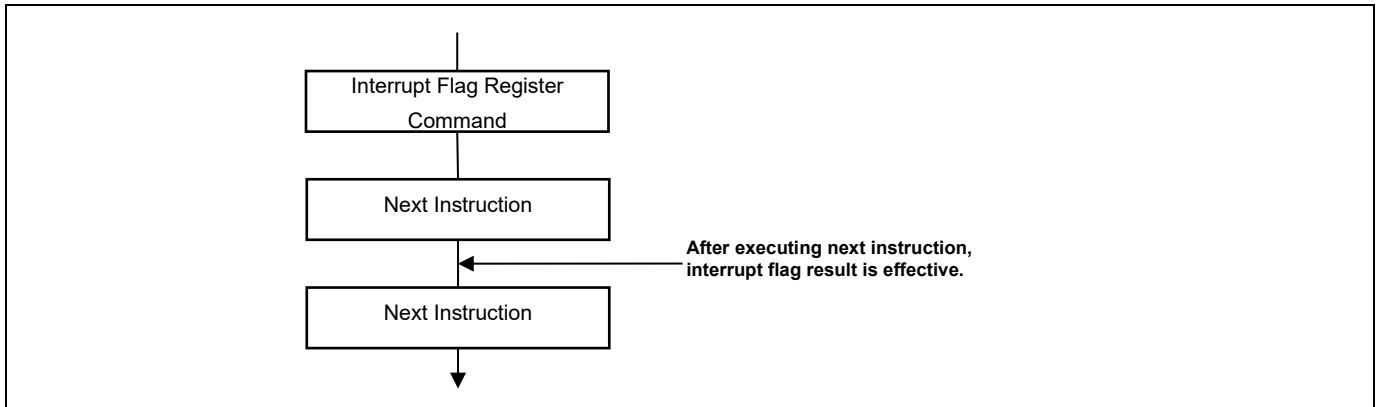 Interrupt Flag Register
Command
Next Instruction
After executing next instruction,
interrupt flag result is effective.
Next Instruction